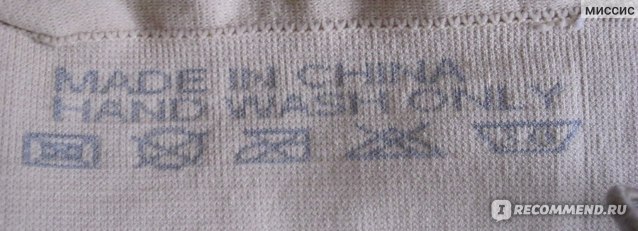 миссис
MADE IN CHINA
HAND WASH ONLY
I RECOMMEND.RU